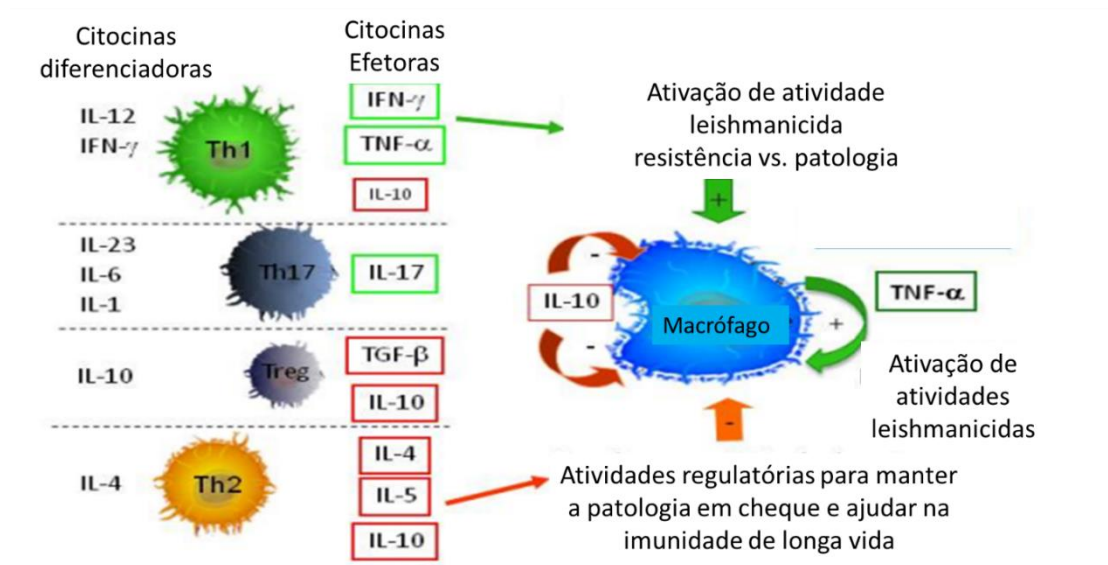 Citocinas
diferenciadoras
Citocinas
Efetoras
IL-12
IFN-γ
Th1
IFN-γ
TNF-α
IL-10
IL-23
IL-6
IL-1
Th17
IL-17
IL-10
Treg
TGF-β
IL-10
IL-4
Th2
IL-4
IL-5
IL-10
Ativação de atividade
leishmanicida
resistência vs. patologia
+
-
IL-10
-
Macrófago
+
TNF-α
Ativação de
atividades
leishmanicidas
-
Atividades regulatórias para manter
a patologia em cheque e ajudar na
imunidade de longa vida